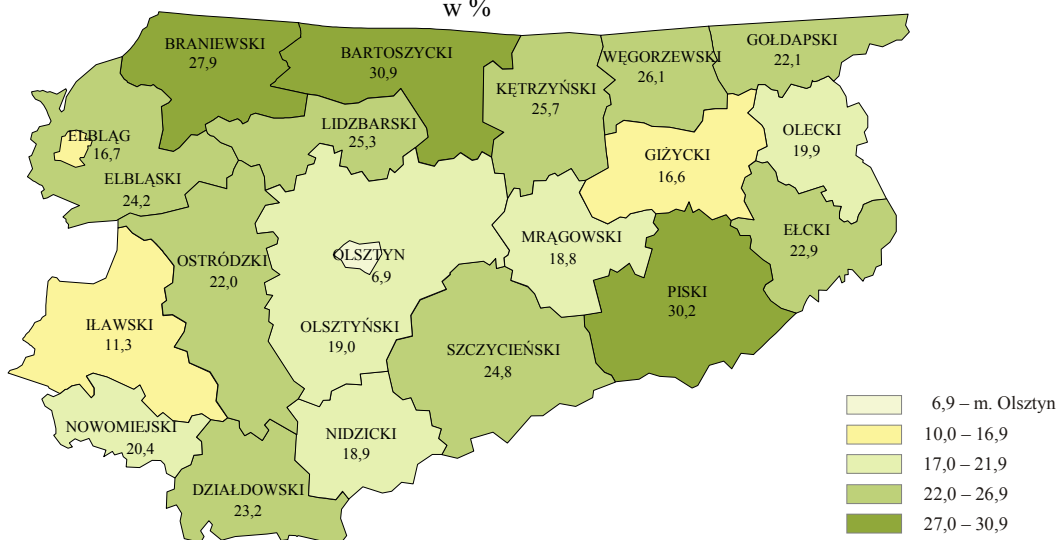 w %
BRANIEWSKI
27,9
BARTOSZYCKI
30,9
KĘTRZYŃSKI
25,7
WĘGORZEWSKI
26,1
GOŁDAPSKI
22,1
ELBLĄG
16,7
ELBLĄSKI
24,2
LIDZBARSKI
25,3
GIŻYCKI
16,6
OLECKI
19,9
OSTRÓDZKI
22,0
OLSZTYN
6,9
MRĄGOWSKI
18,8
EŁCKI
22,9
IŁAWSKI
11,3
OLSZTYŃSKI
19,0
SZCZYCIEŃSKI
24,8
PISKI
30,2
NOWOMIEJSKI
20,4
NIDZICKI
18,9
DZIAŁDOWSKI
23,2
6,9 – m. Olsztyn
10,0 – 16,9
17,0 – 21,9
22,0 – 26,9
27,0 – 30,9